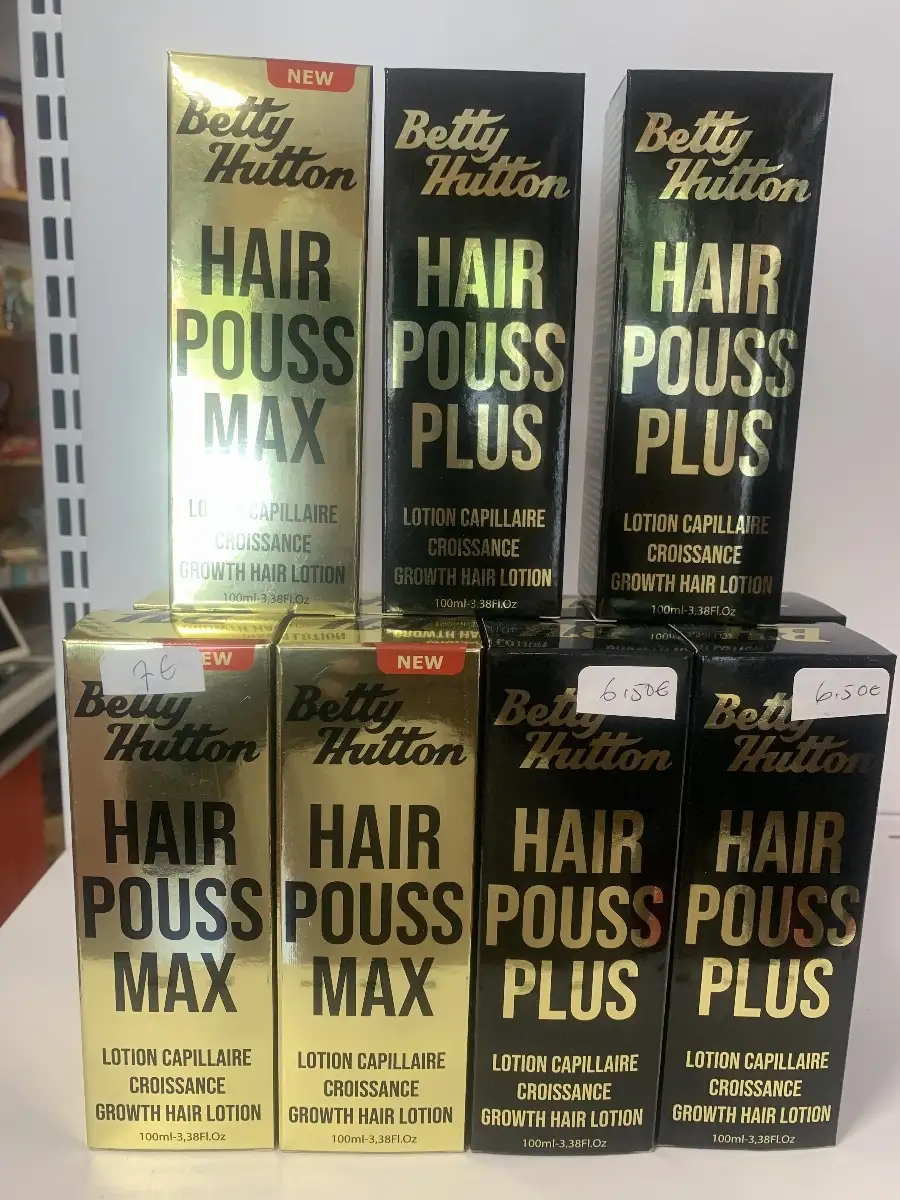 NEW
Betty
Hutton
HAIR
POUSS
MAX
LOTION CAPILLAIRE
CROISSANCE
GROWTH HAIR LOTION
100ml-3,38Fl.Oz
Betty
Hutton
HAIR
POUSS
PLUS
LOTION CAPILLAIRE
CROISSANCE
GROWTH HAIR LOTION
100ml-3,38Fl.Oz
Betty
Hutton
HAIR
POUSS
PLUS
LOTION CAPILLAIRE
CROISSANCE
GROWTH HAIR LOTION
100ml-3,38Fl.Oz
7€
Betty
Hutton
HAIR
POUSS
MAX
LOTION CAPILLAIRE
CROISSANCE
GROWTH HAIR LOTION
100ml-3,38Fl.Oz
NEW
Betty
Hutton
HAIR
POUSS
MAX
LOTION CAPILLAIRE
CROISSANCE
GROWTH HAIR LOTION
100ml-3,38Fl.Oz
6.50€
Betty
Hutton
HAIR
POUSS
PLUS
LOTION CAPILLAIRE
CROISSANCE
GROWTH HAIR LOTION
100ml-3,38Fl.Oz
6.50€
Betty
Hutton
HAIR
POUSS
PLUS
LOTION CAPILLAIRE
CROISSANCE
GROWTH HAIR LOTION
100ml-3,38Fl.Oz